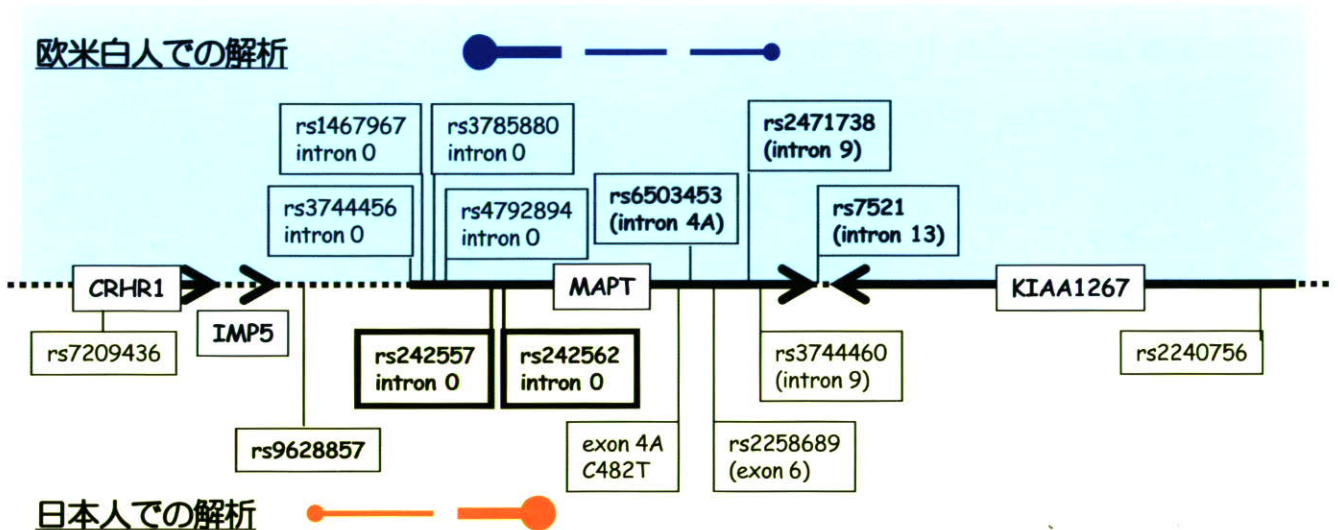 欧米白人での解析
rs1467967
intron 0
rs3785880
intron 0
rs2471738
(intron 9)
rs3744456
intron 0
rs4792894
intron 0
rs6503453
(intron 4A)
rs7521
(intron 13)
CRHR1
MAPT
KIAA1267
IMP5
rs7209436
rs242557
intron 0
rs242562
intron 0
rs3744460
(intron 9)
rs2240756
rs9628857
exon 4A
C482T
rs2258689
(exon 6)
日本人での解析